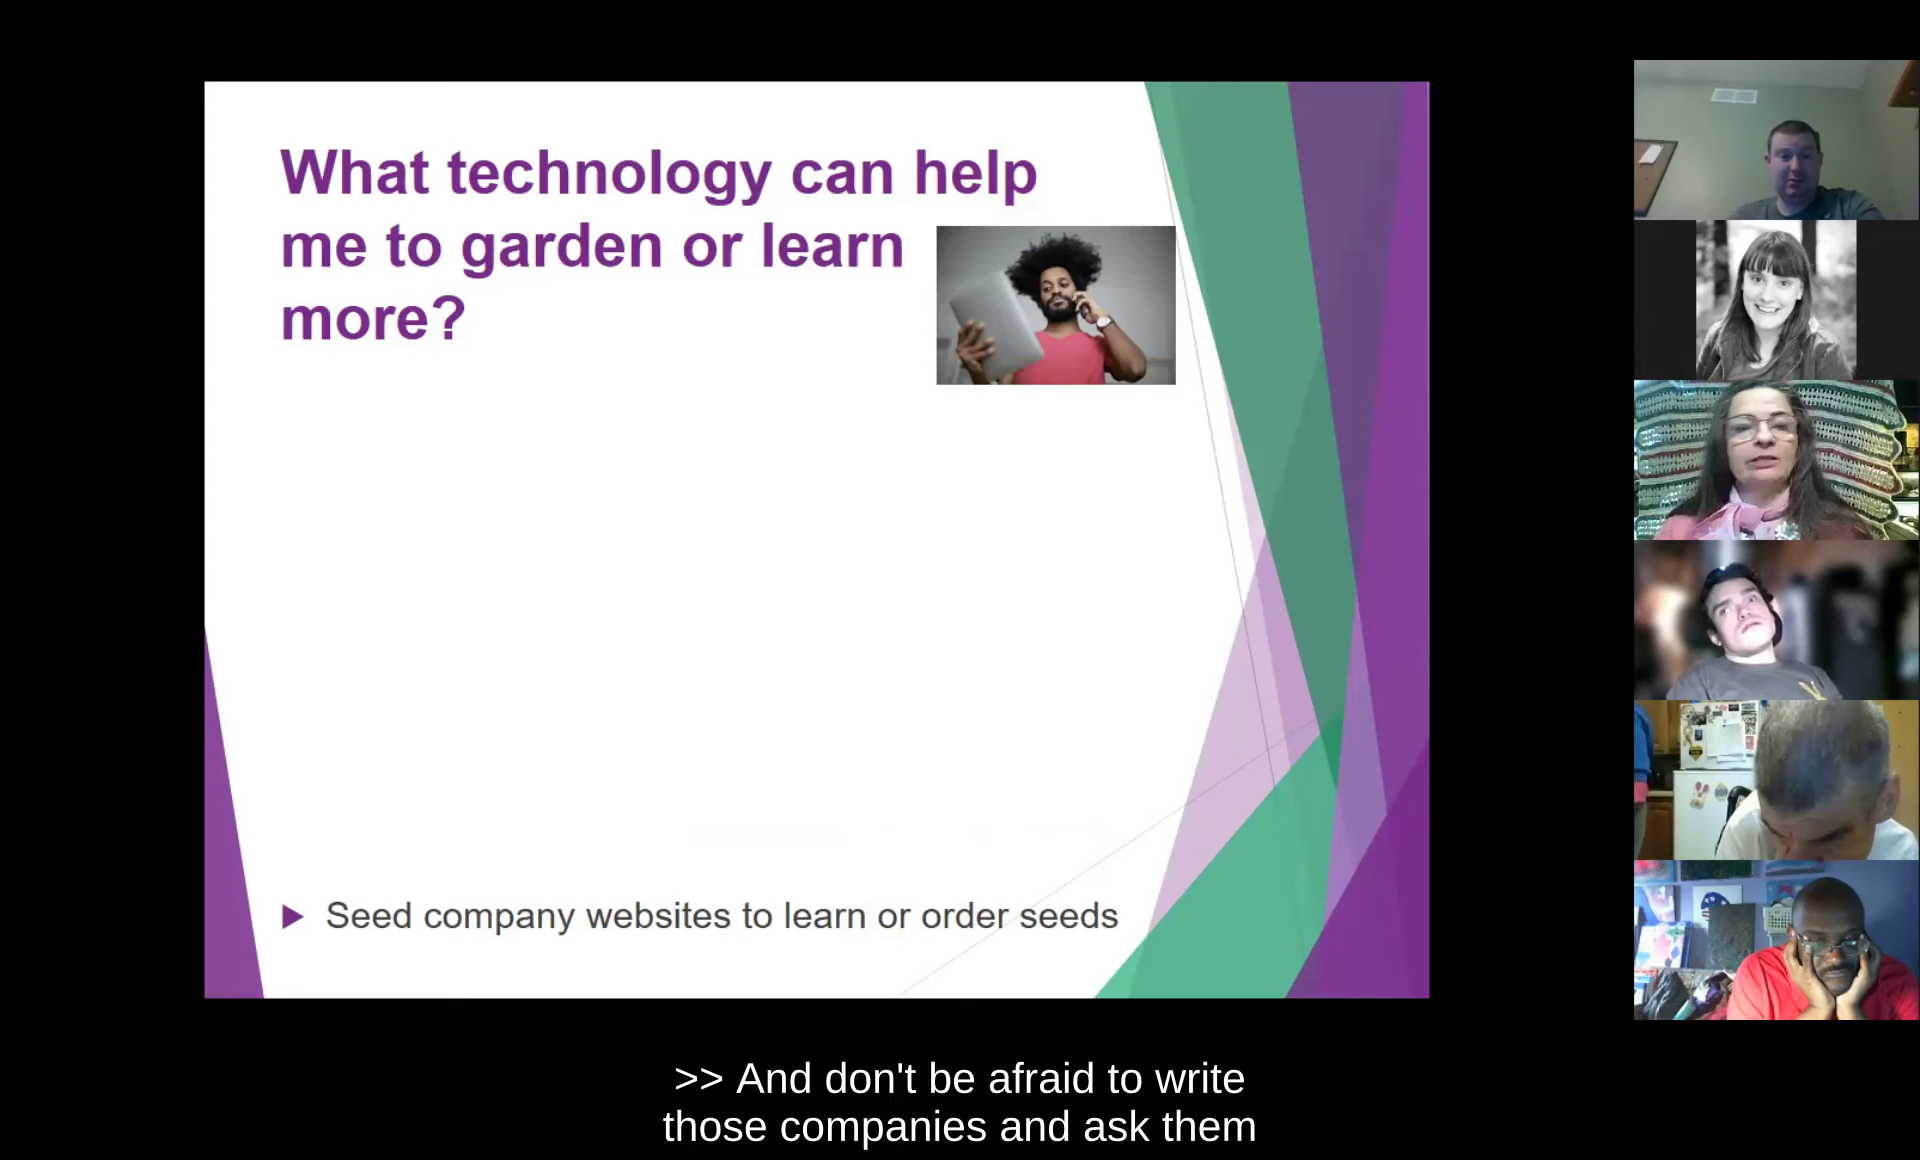 What technology can help
me to garden or learn
more?
Seed company websites to learn or order seeds
>> And don't be afraid to write
those companies and ask them